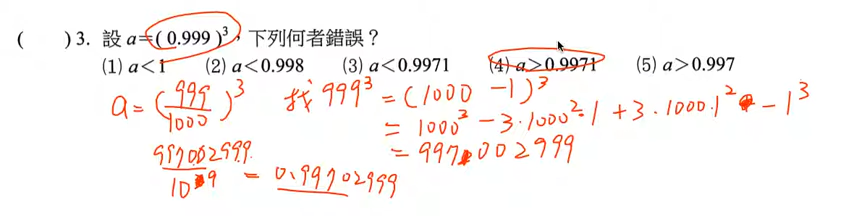 (　　) 3. 設 a=( 0.999 )³,下列何者錯誤?
(1) a<1 (2) a<0.998 (3) a<0.9971 (4) a>0.9971 (5) a>0.997
a=(999/1000)³ 找 999³ = (1000 - 1)³
= 1000³ - 3·1000²·1 + 3·1000·1² - 1³
= 997002999
997002999/10⁹ = 0.99702999